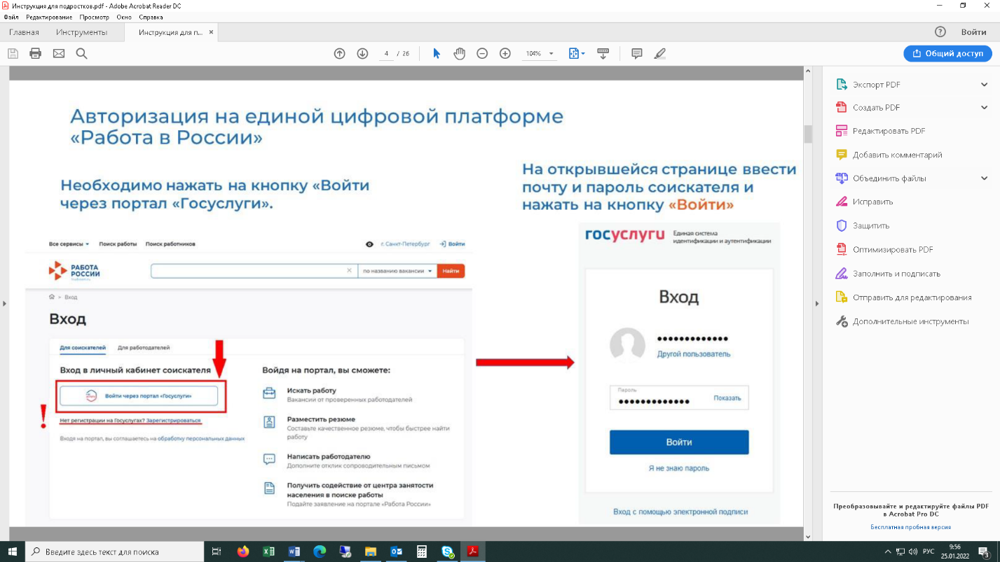 Инструкция для подростков.pdf - Adobe Acrobat Reader DC
Файл Редактирование Просмотр Окно Справка
Главная Инструменты Инструкция для п... ×
Войти
4 / 26 104%
Общий доступ
Авторизация на единой цифровой платформе
«Работа в России»
Необходимо нажать на кнопку «Войти
через портал «Госуслуги».
На открывшейся странице ввести
почту и пароль соискателя и
нажать на кнопку «Войти»
Все сервисы Поиск работы Поиск работников г. Санкт-Петербург Войти
РАБОТА
РОССИИ
по названию вакансии Найти
> Вход
Вход
Для соискателей Для работодателей
Вход в личный кабинет соискателя
Войти через портал «Госуслуги»
!
Нет регистрации на Госуслугах? Зарегистрироваться
Входя на портал, вы соглашаетесь на обработку персональных данных
Войдя на портал, вы сможете:
Искать работу
Вакансии от проверенных работодателей
Разместить резюме
Составьте качественное резюме, чтобы быстрее найти
работу
Написать работодателю
Дополните отклик сопроводительным письмом
Получить содействие от центра занятости
населения в поиске работы
Подайте заявление на портале «Работа России»
госуслуги Единая система
идентификации и аутентификации
Вход
•••••••••••••
Другой пользователь
Пароль
•••••••••••••
Показать
Войти
Я не знаю пароль
Вход с помощью электронной подписи
Экспорт PDF
Создать PDF
Редактировать PDF
Добавить комментарий
Объединить файлы
Исправить
Защитить
Оптимизировать PDF
Заполнить и подписать
Отправить для редактирования
Дополнительные инструменты
Преобразовывайте и редактируйте файлы PDF
в Acrobat Pro DC
Бесплатная пробная версия
Введите здесь текст для поиска
РУС
9:56
25.01.2022
3